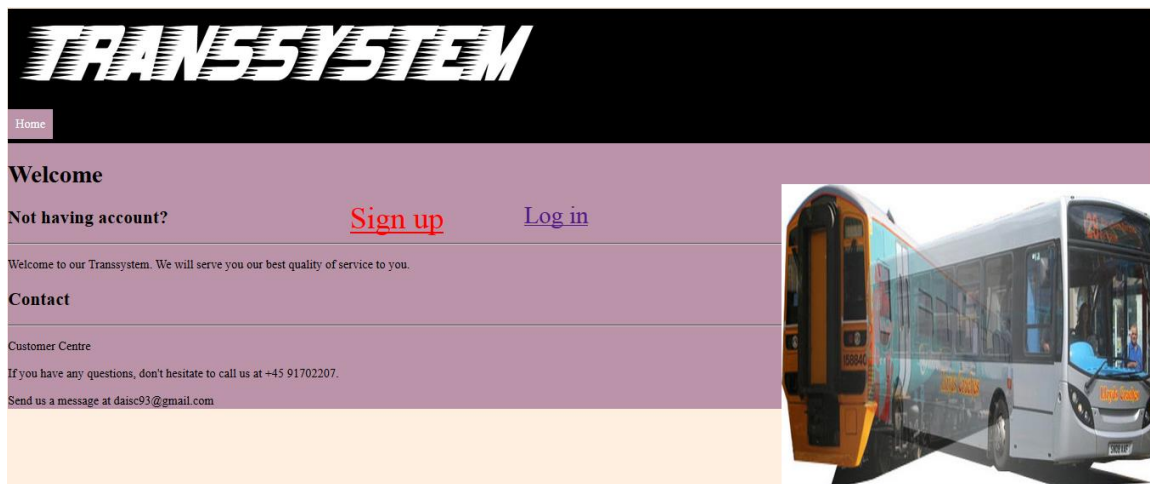 TRANSSYSTEM
Home
Welcome
Not having account? Sign up Log in
Welcome to our Transsystem. We will serve you our best quality of service to you.
Contact
Customer Centre
If you have any questions, don't hesitate to call us at +45 91702207.
Send us a message at daisc93@gmail.com
158840